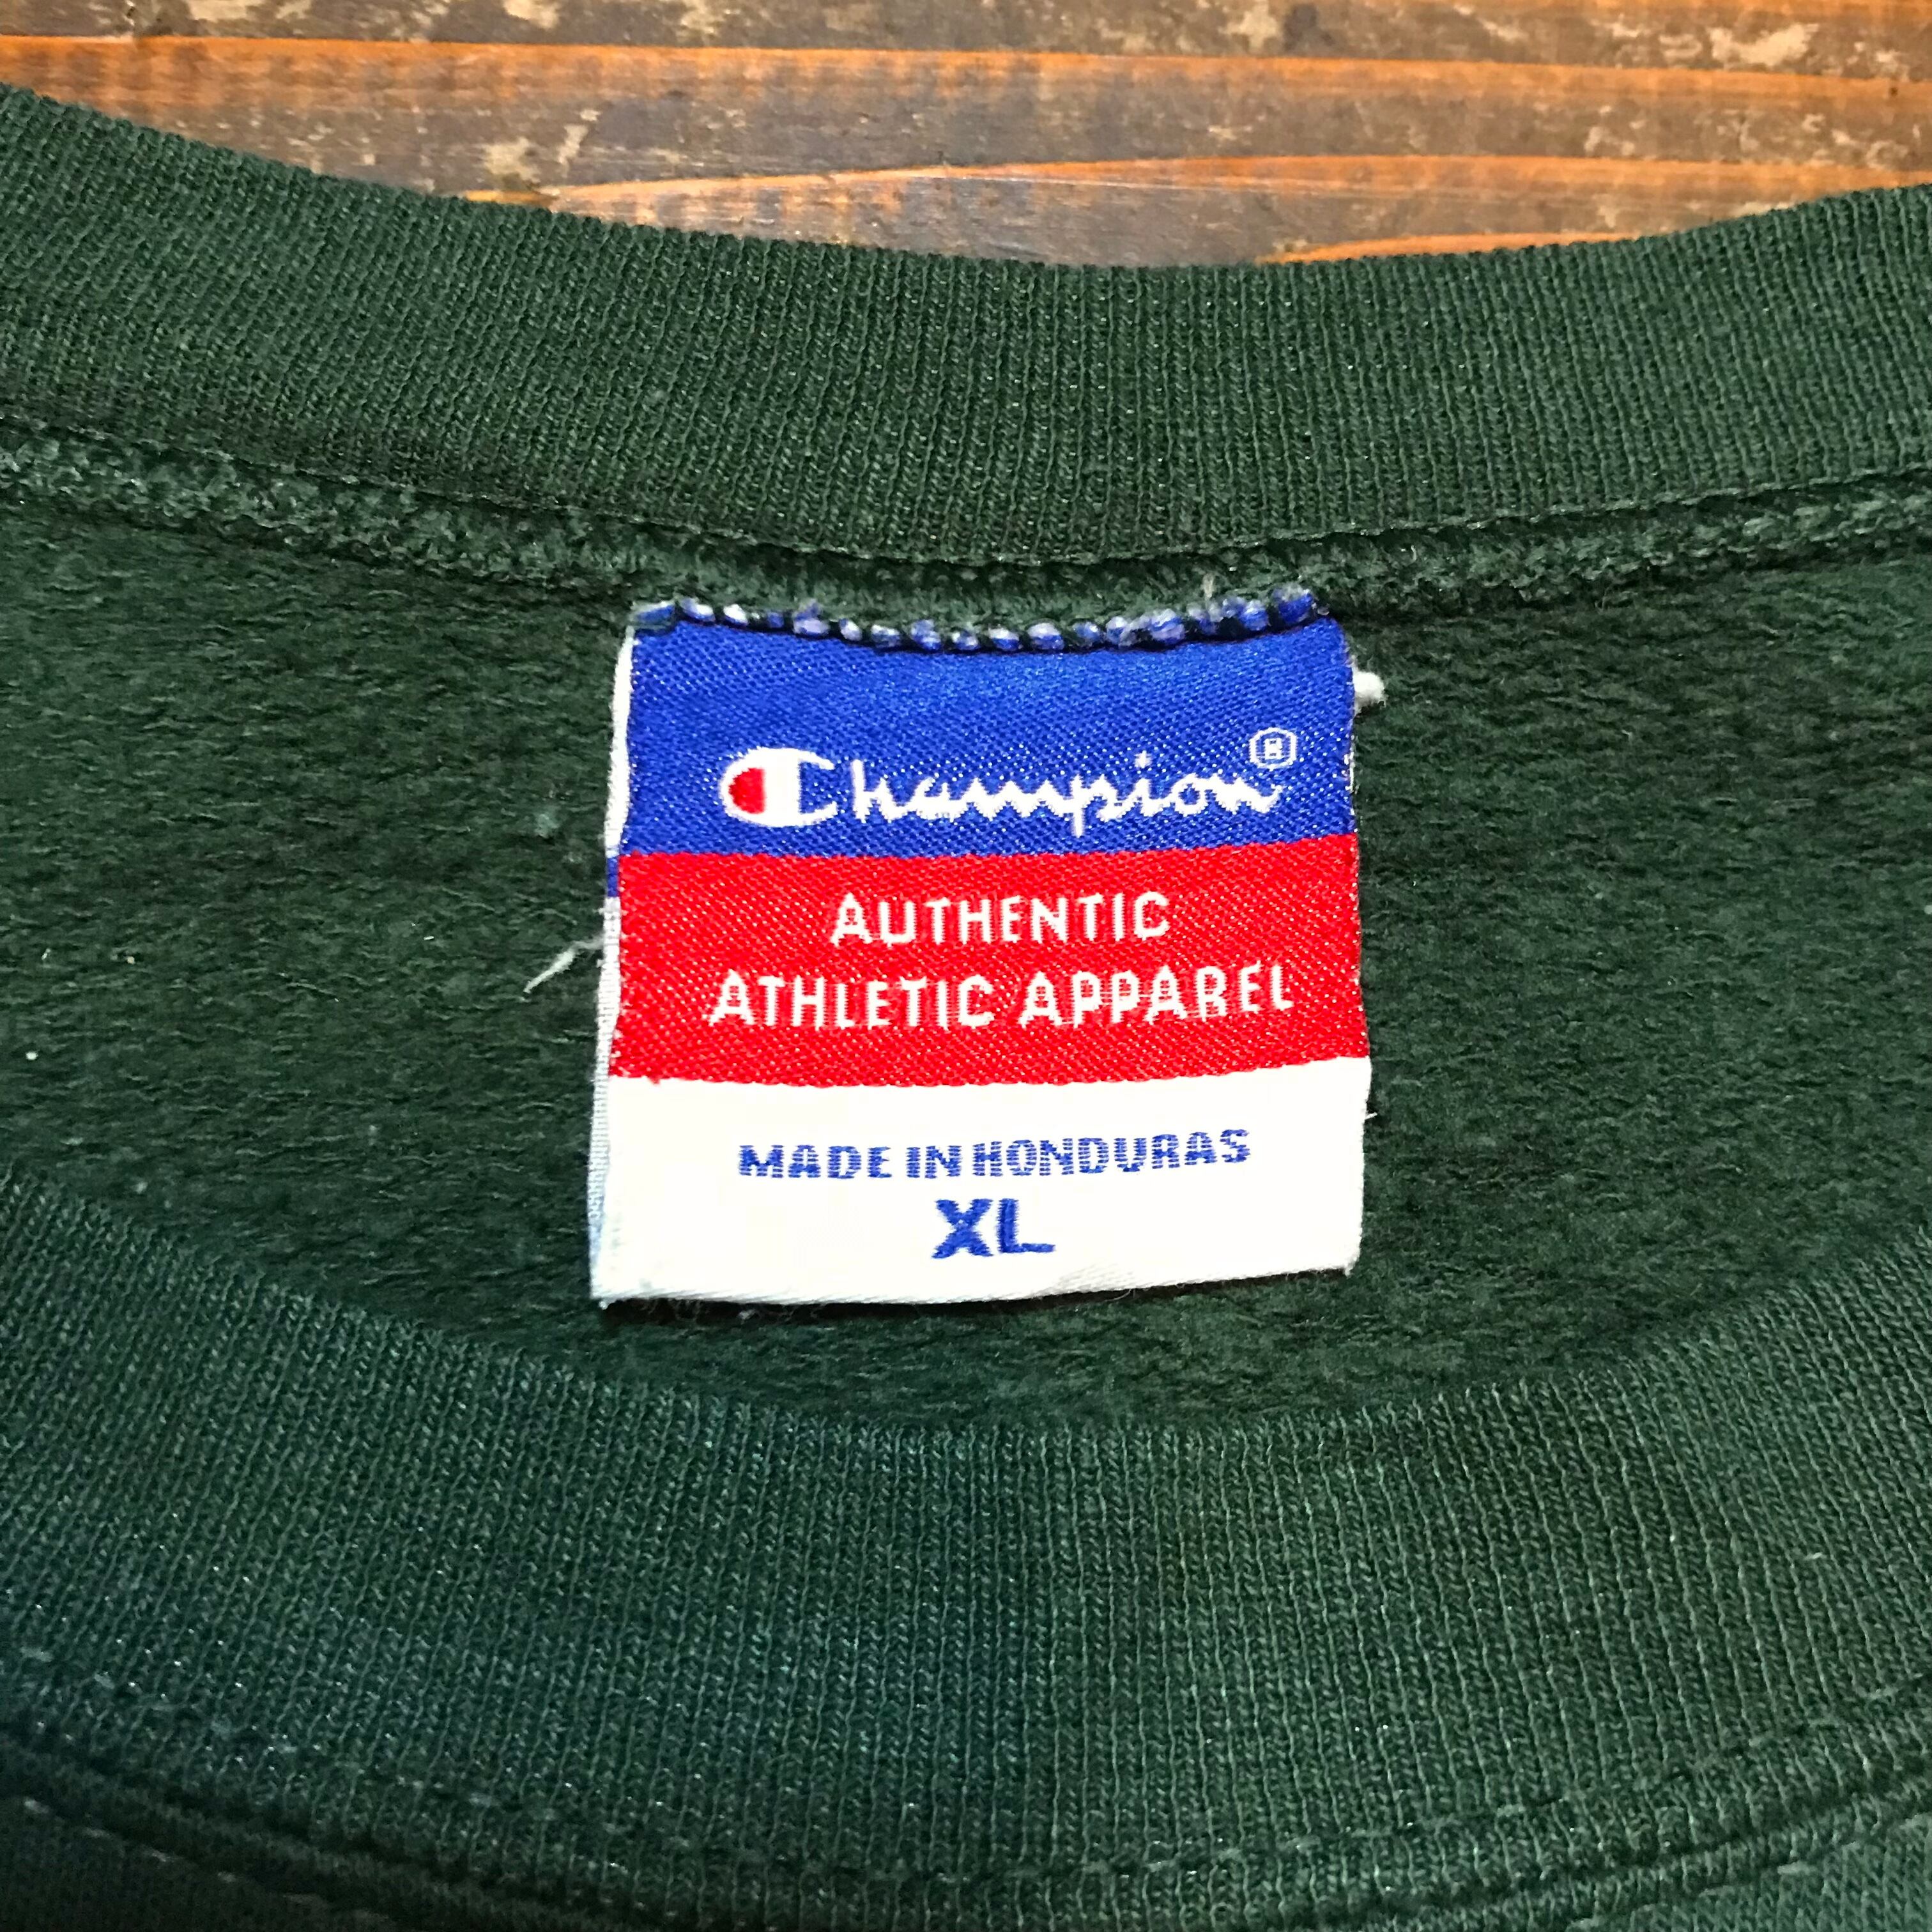 Champion®
AUTHENTIC
ATHLETIC APPAREL
MADE IN HONDURAS
XL